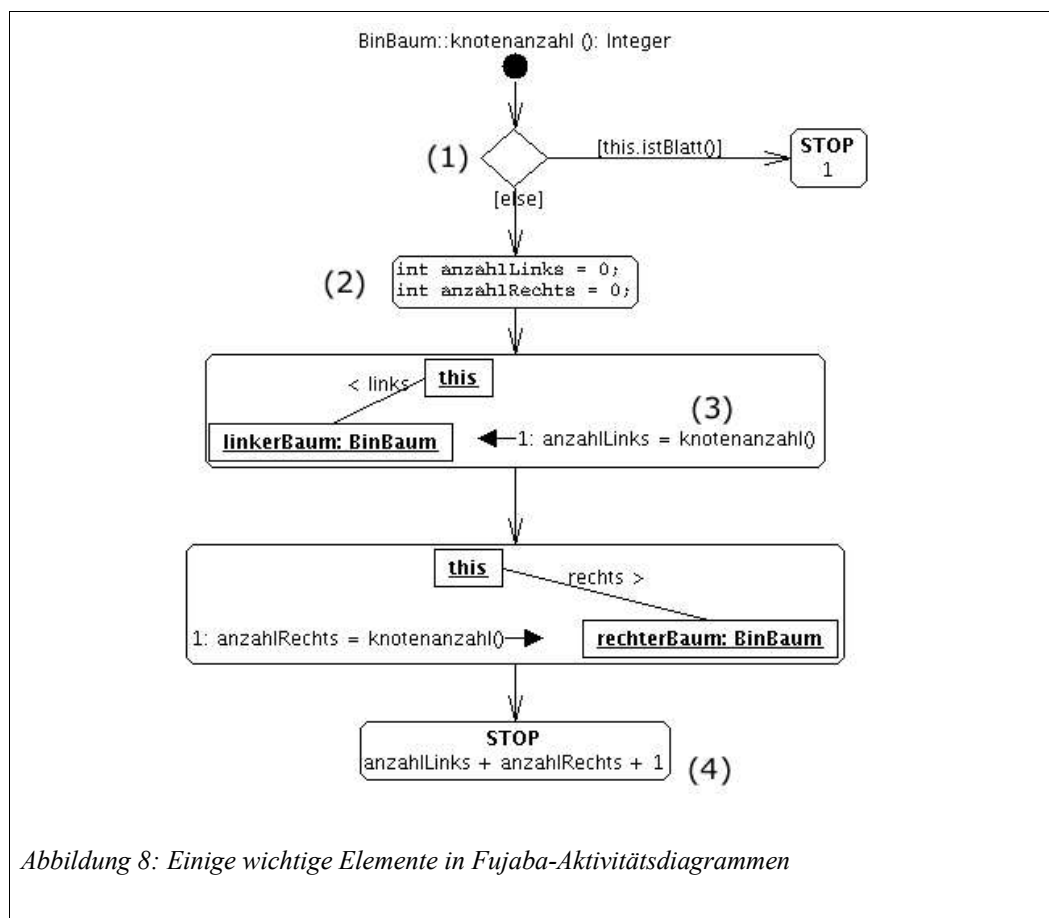 BinBaum::knotenanzahl (): Integer
(1)
[this.istBlatt()]
STOP
1
[else]
(2)
int anzahlLinks = 0;
int anzahlRechts = 0;
this
< links
(3)
linkerBaum: BinBaum
1: anzahlLinks = knotenanzahl()
this
rechts >
1: anzahlRechts = knotenanzahl()
rechterBaum: BinBaum
STOP
anzahlLinks + anzahlRechts + 1
(4)
Abbildung 8: Einige wichtige Elemente in Fujaba-Aktivitätsdiagrammen